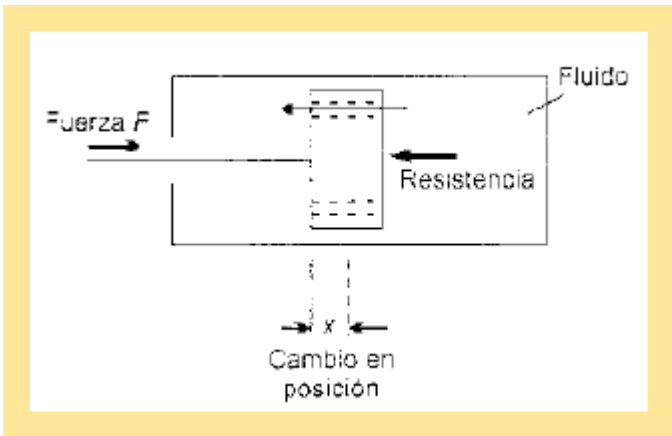 Fluido
Fuerza F
Resistencia
x
Cambio en
posición